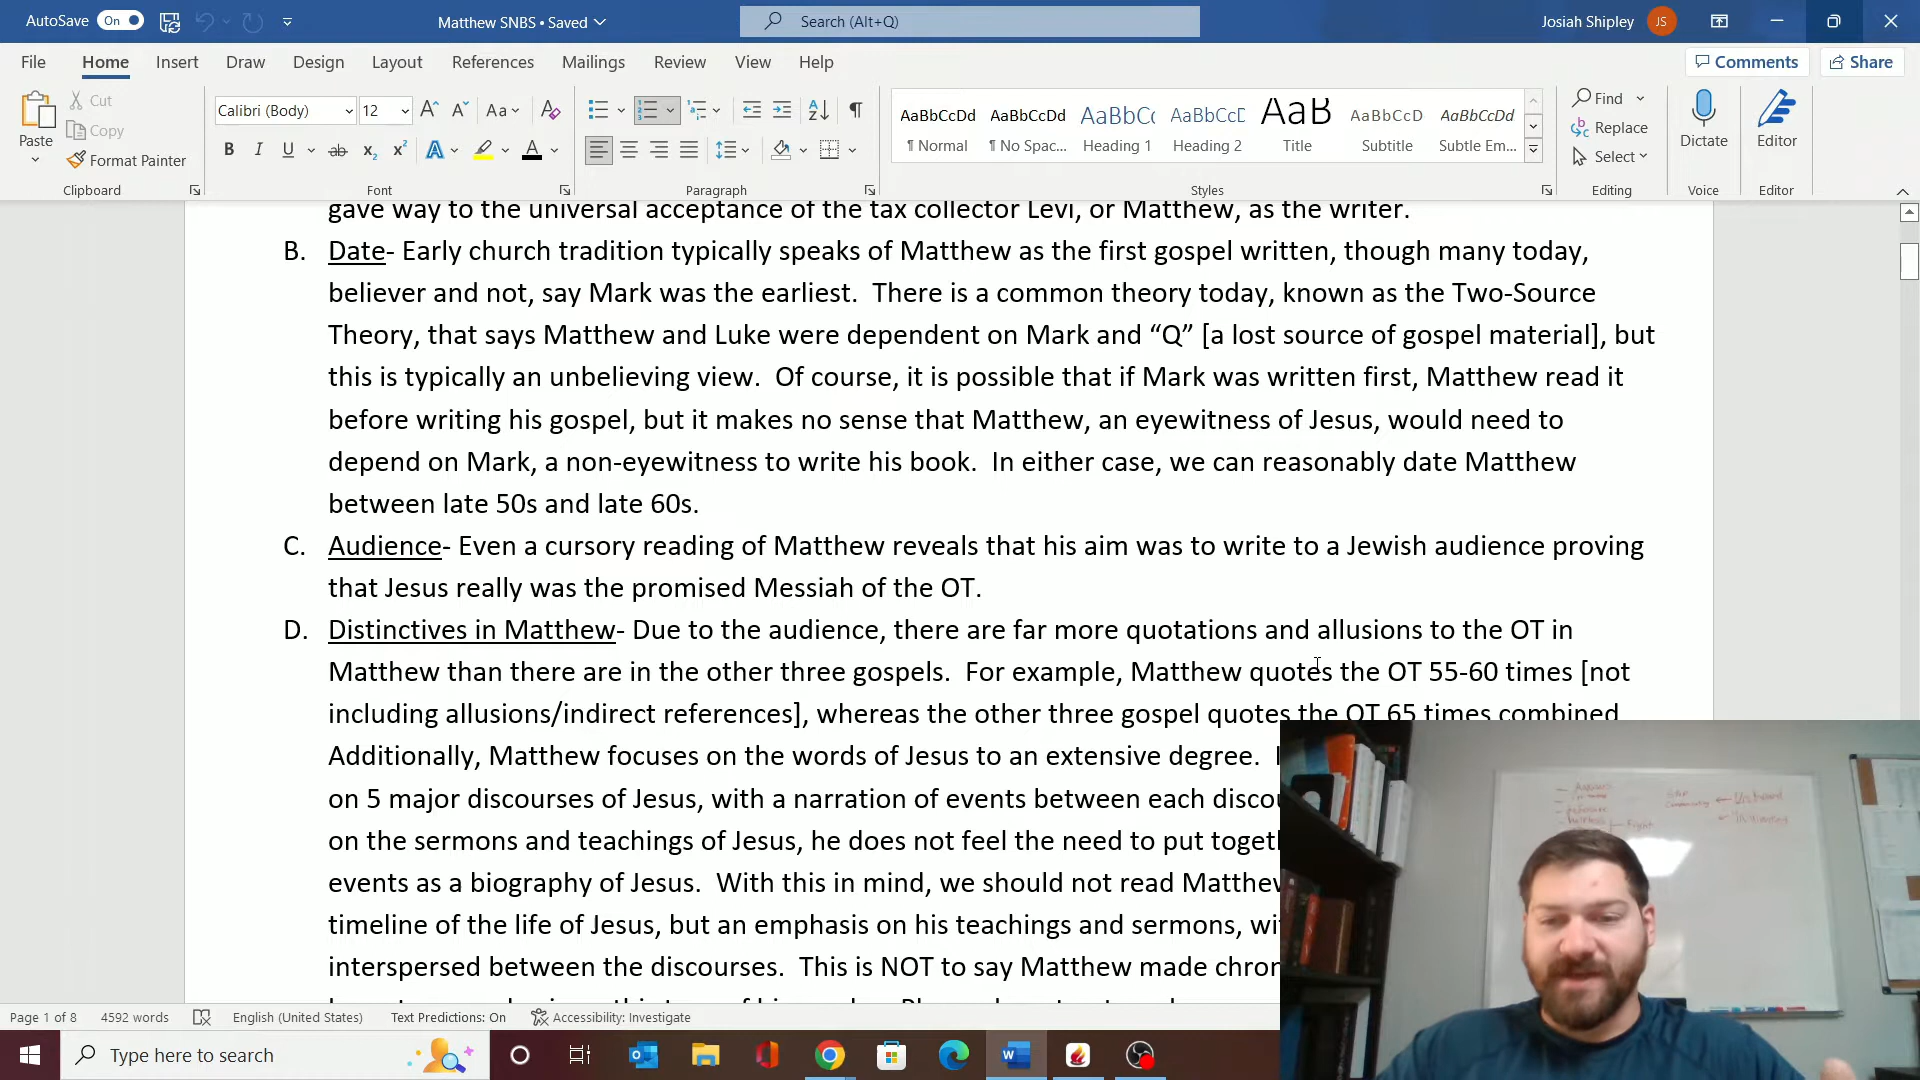 AutoSave On
Matthew SNBS • Saved
Search (Alt+Q)
Josiah Shipley JS
File Home Insert Draw Design Layout References Mailings Review View Help
Comments Share
Paste
Cut
Copy
Format Painter
Clipboard
Calibri (Body) 12
Font
Paragraph
AaBbCcDd AaBbCcDd AaBbCc AaBbCcD AaB AaBbCcD AaBbCcDd
¶ Normal ¶ No Spac... Heading 1 Heading 2 Title Subtitle Subtle Em...
Styles
Find
Replace
Select
Editing
Dictate
Voice
Editor
Editor
gave way to the universal acceptance of the tax collector Levi, or Matthew, as the writer.
B. Date- Early church tradition typically speaks of Matthew as the first gospel written, though many today,
believer and not, say Mark was the earliest. There is a common theory today, known as the Two-Source
Theory, that says Matthew and Luke were dependent on Mark and “Q” [a lost source of gospel material], but
this is typically an unbelieving view. Of course, it is possible that if Mark was written first, Matthew read it
before writing his gospel, but it makes no sense that Matthew, an eyewitness of Jesus, would need to
depend on Mark, a non-eyewitness to write his book. In either case, we can reasonably date Matthew
between late 50s and late 60s.
C. Audience- Even a cursory reading of Matthew reveals that his aim was to write to a Jewish audience proving
that Jesus really was the promised Messiah of the OT.
D. Distinctives in Matthew- Due to the audience, there are far more quotations and allusions to the OT in
Matthew than there are in the other three gospels. For example, Matthew quotes the OT 55-60 times [not
including allusions/indirect references], whereas the other three gospel quotes the OT 65 times combined
Additionally, Matthew focuses on the words of Jesus to an extensive degree.
on 5 major discourses of Jesus, with a narration of events between each
on the sermons and teachings of Jesus, he does not feel the need to put
events as a biography of Jesus. With this in mind, we should not read
timeline of the life of Jesus, but an emphasis on his teachings and sermons,
interspersed between the discourses. This is NOT to say Matthew made
Page 1 of 8 4592 words English (United States) Text Predictions: On Accessibility: Investigate
Type here to search